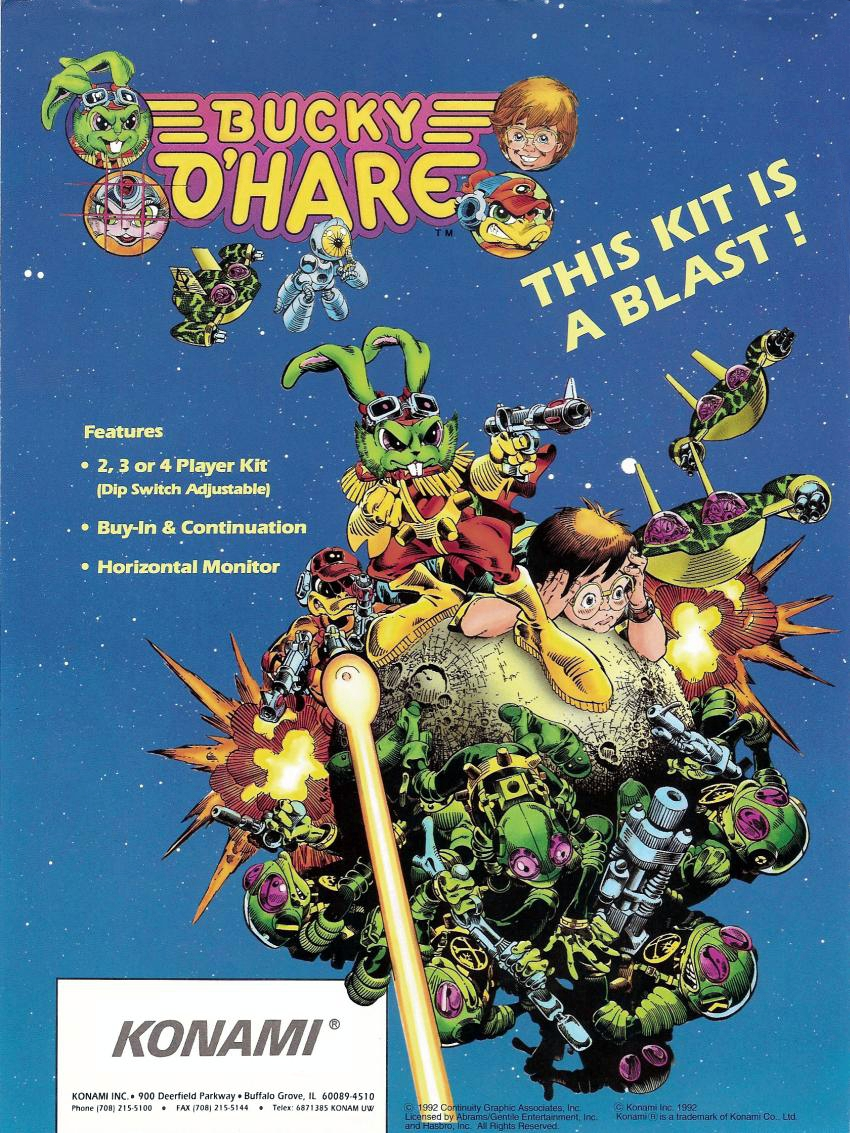 BUCKY
O'HARE
TM
THIS KIT IS
A BLAST !
Features
• 2, 3 or 4 Player Kit
(Dip Switch Adjustable)
• Buy-In & Continuation
• Horizontal Monitor
KONAMI®
KONAMI INC. • 900 Deerfield Parkway • Buffalo Grove, IL 60089-4510
Phone (708) 215-5100 • FAX (708) 215-5144 • Telex: 6871385 KONAM UW
© 1992 Continuity Graphic Associates, Inc.
Licensed by Abrams/Gentile Entertainment, Inc.
and Hasbro, Inc. All Rights Reserved.
© Konami Inc. 1992
Konami® is a trademark of Konami Co., Ltd.